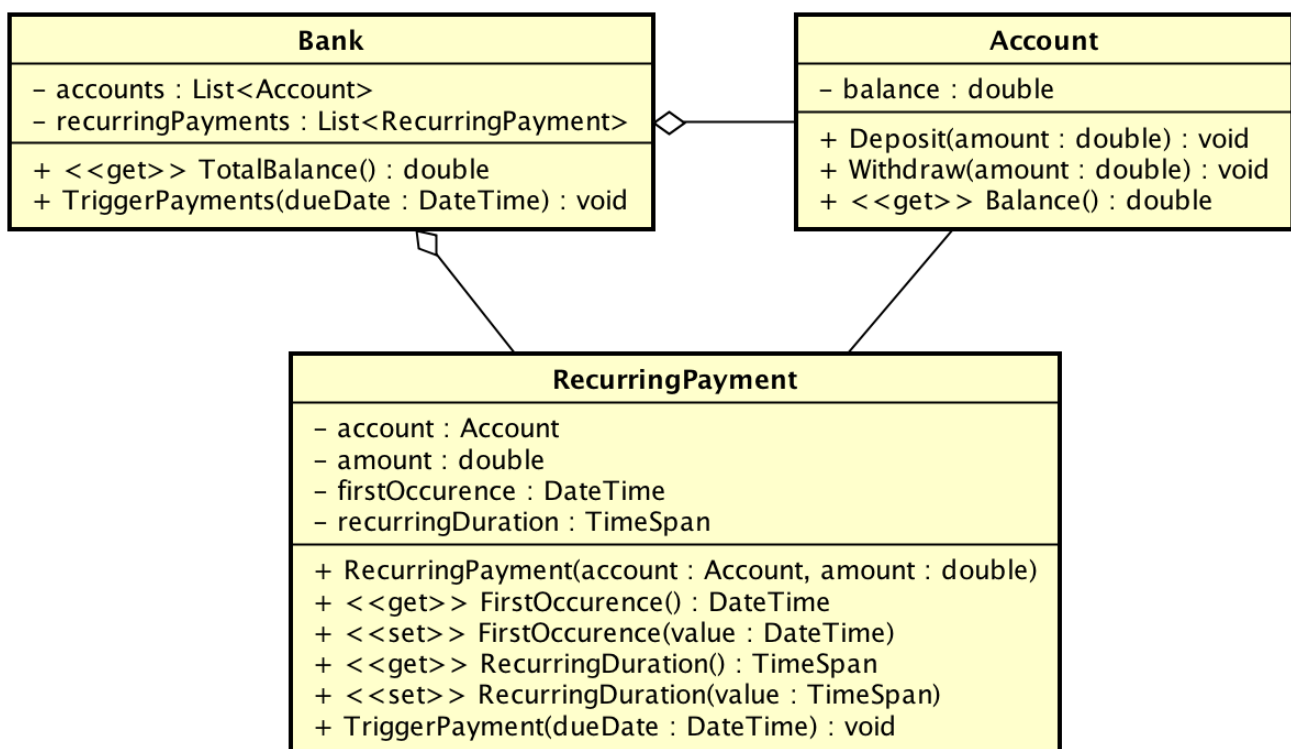 Bank
– accounts : List<Account>
– recurringPayments : List<RecurringPayment>
+ <<get>> TotalBalance() : double
+ TriggerPayments(dueDate : DateTime) : void
Account
– balance : double
+ Deposit(amount : double) : void
+ Withdraw(amount : double) : void
+ <<get>> Balance() : double
RecurringPayment
– account : Account
– amount : double
– firstOccurence : DateTime
– recurringDuration : TimeSpan
+ RecurringPayment(account : Account, amount : double)
+ <<get>> FirstOccurence() : DateTime
+ <<set>> FirstOccurence(value : DateTime)
+ <<get>> RecurringDuration() : TimeSpan
+ <<set>> RecurringDuration(value : TimeSpan)
+ TriggerPayment(dueDate : DateTime) : void